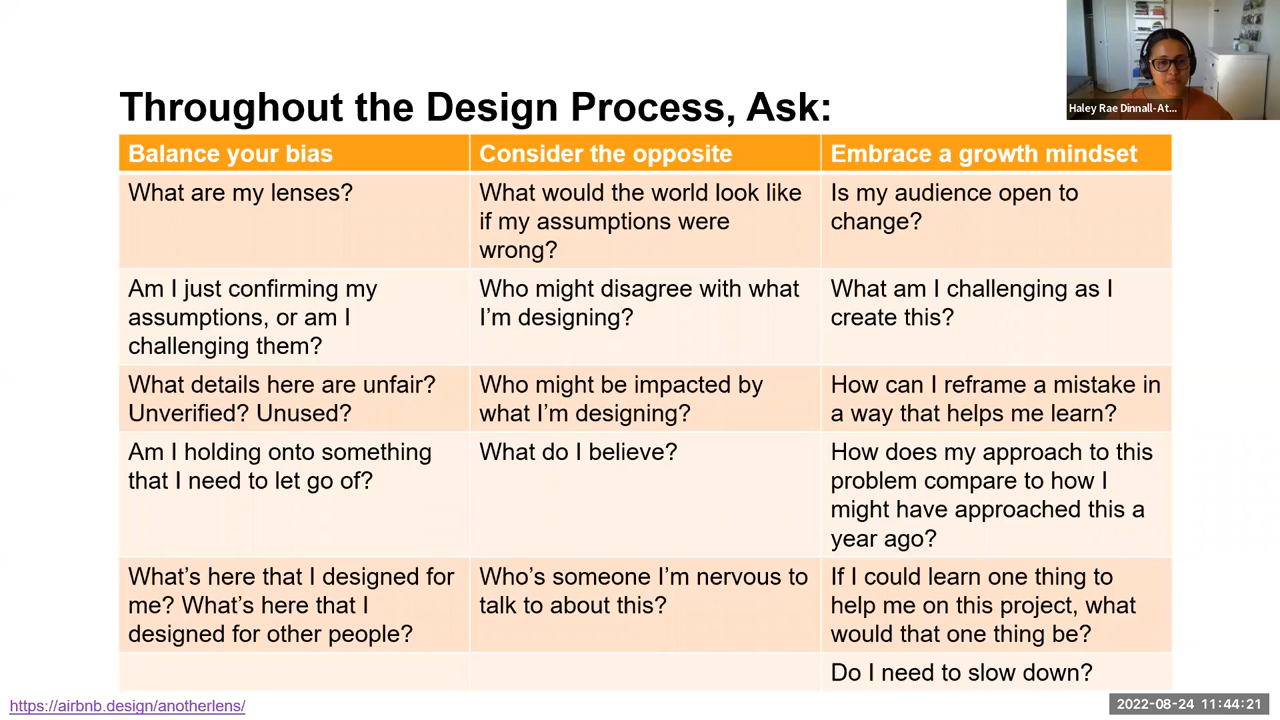 Haley Rae Dinnall-At...
Throughout the Design Process, Ask:
Balance your bias
Consider the opposite
Embrace a growth mindset
What are my lenses?
What would the world look like
if my assumptions were
wrong?
Is my audience open to
change?
Am I just confirming my
assumptions, or am I
challenging them?
Who might disagree with what
I’m designing?
What am I challenging as I
create this?
What details here are unfair?
Unverified? Unused?
Who might be impacted by
what I’m designing?
How can I reframe a mistake in
a way that helps me learn?
Am I holding onto something
that I need to let go of?
What do I believe?
How does my approach to this
problem compare to how I
might have approached this a
year ago?
What’s here that I designed for
me? What’s here that I
designed for other people?
Who’s someone I’m nervous to
talk to about this?
If I could learn one thing to
help me on this project, what
would that one thing be?
Do I need to slow down?
https://airbnb.design/anotherlens/
2022-08-24 11:44:21